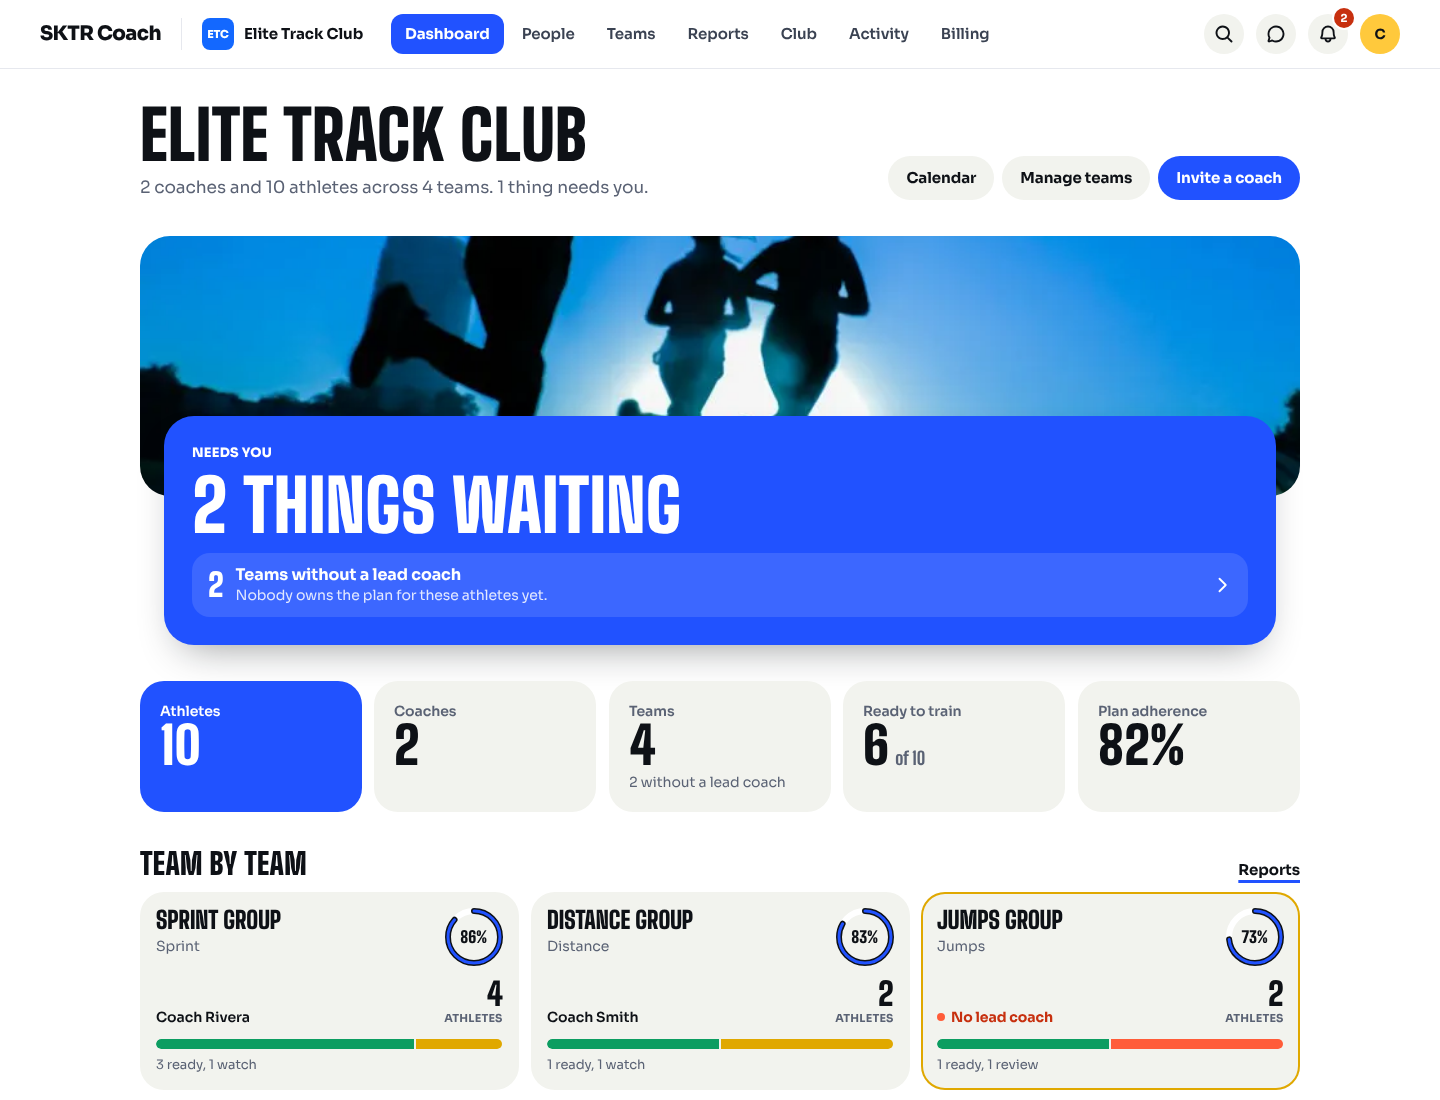 SKTR Coach
ETC
Elite Track Club
Dashboard
People
Teams
Reports
Club
Activity
Billing
2
C
ELITE TRACK CLUB
2 coaches and 10 athletes across 4 teams. 1 thing needs you.
Calendar
Manage teams
Invite a coach
NEEDS YOU
2 THINGS WAITING
2
Teams without a lead coach
Nobody owns the plan for these athletes yet.
Athletes
10
Coaches
2
Teams
4
2 without a lead coach
Ready to train
6 of 10
Plan adherence
82%
TEAM BY TEAM
Reports
SPRINT GROUP
Sprint
86%
4
ATHLETES
Coach Rivera
3 ready, 1 watch
DISTANCE GROUP
Distance
83%
2
ATHLETES
Coach Smith
1 ready, 1 watch
JUMPS GROUP
Jumps
73%
2
ATHLETES
No lead coach
1 ready, 1 review